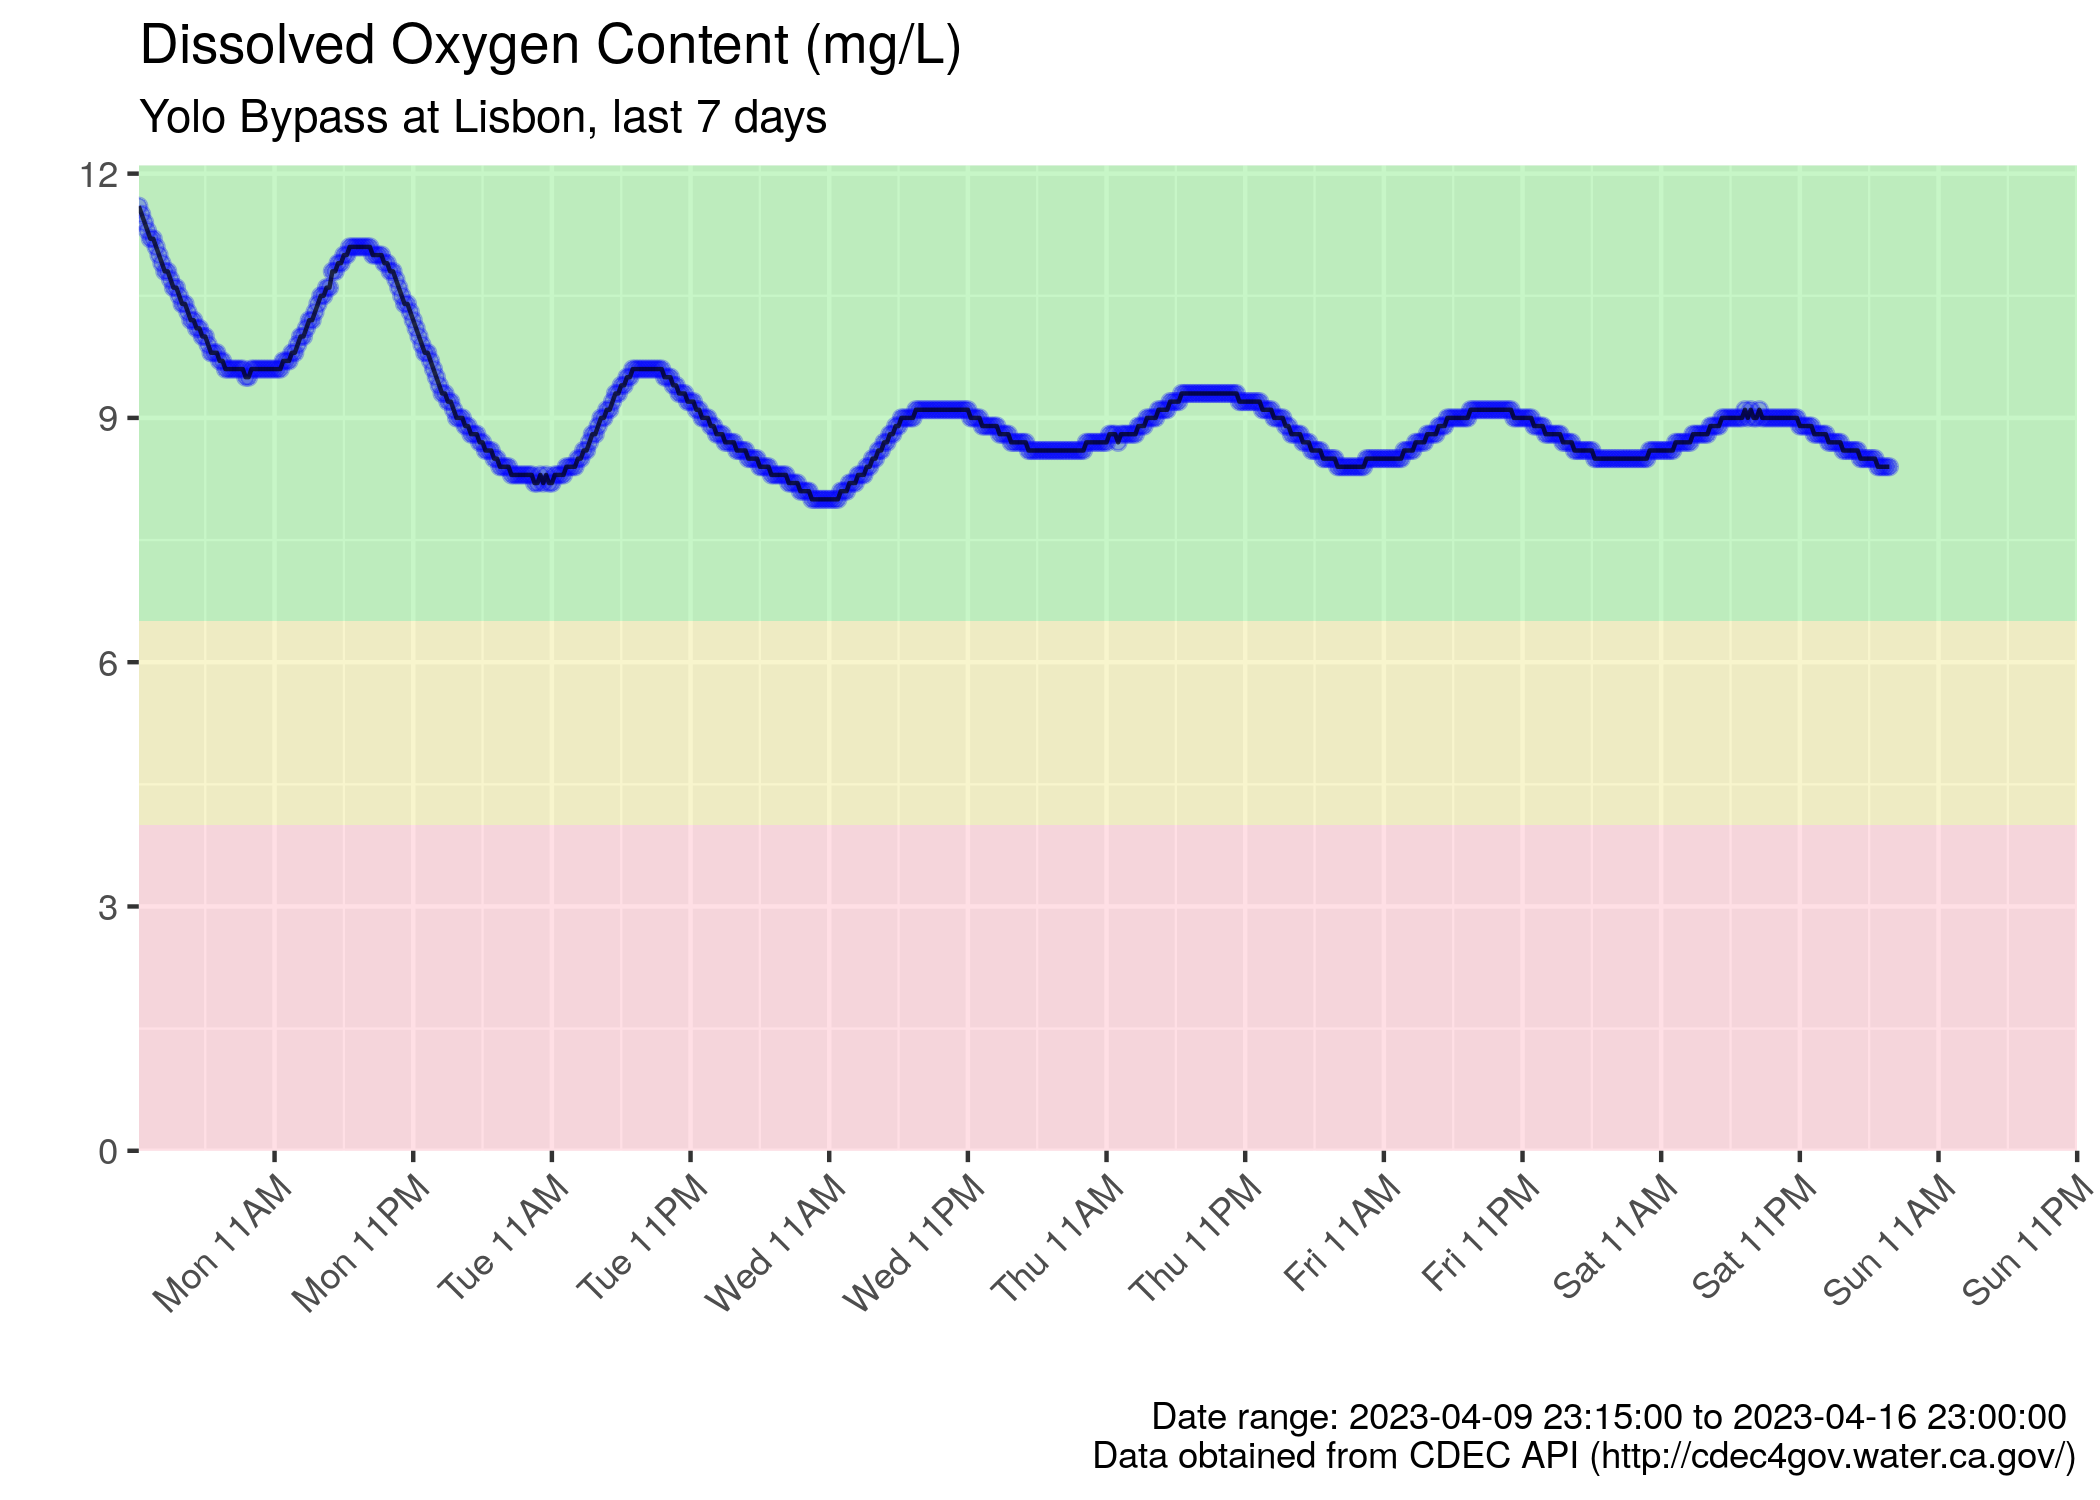 Dissolved Oxygen Content (mg/L)
Yolo Bypass at Lisbon, last 7 days
12
9
6
3
0
Mon 11AM
Mon 11PM
Tue 11AM
Tue 11PM
Wed 11AM
Wed 11PM
Thu 11AM
Thu 11PM
Fri 11AM
Fri 11PM
Sat 11AM
Sat 11PM
Sun 11AM
Sun 11PM
Date range: 2023-04-09 23:15:00 to 2023-04-16 23:00:00
Data obtained from CDEC API (http://cdec4gov.water.ca.gov/)